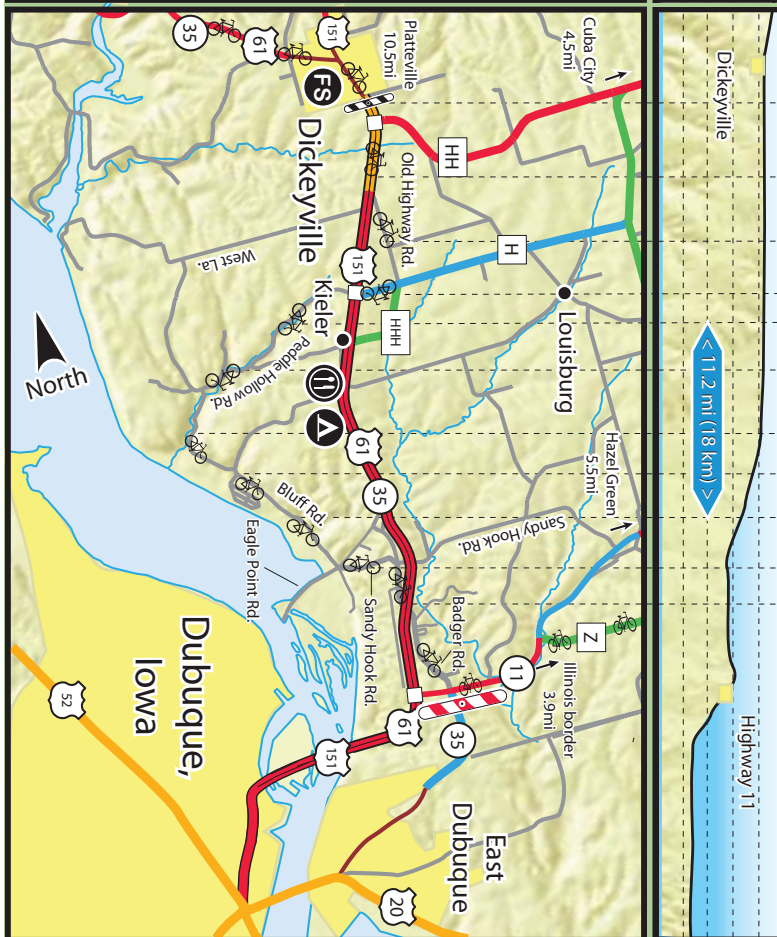 35
61
151
Platteville
10.5mi
Cuba City
4.5mi
FS
Dickeyville
HH
Old Highway Rd.
West La.
151
H
Kieler
HHH
Louisburg
Peddle Hollow Rd.
North
61
35
Hazel Green
5.5mi
Bluff Rd.
Sandy Hook Rd.
Eagle Point Rd.
Sandy Hook Rd.
Badger Rd.
Z
11
Illinois border
3.9mi
Dubuque,
Iowa
52
61
35
151
East
Dubuque
20
Dickeyville
< 11.2 mi (18 km) >
Highway 11